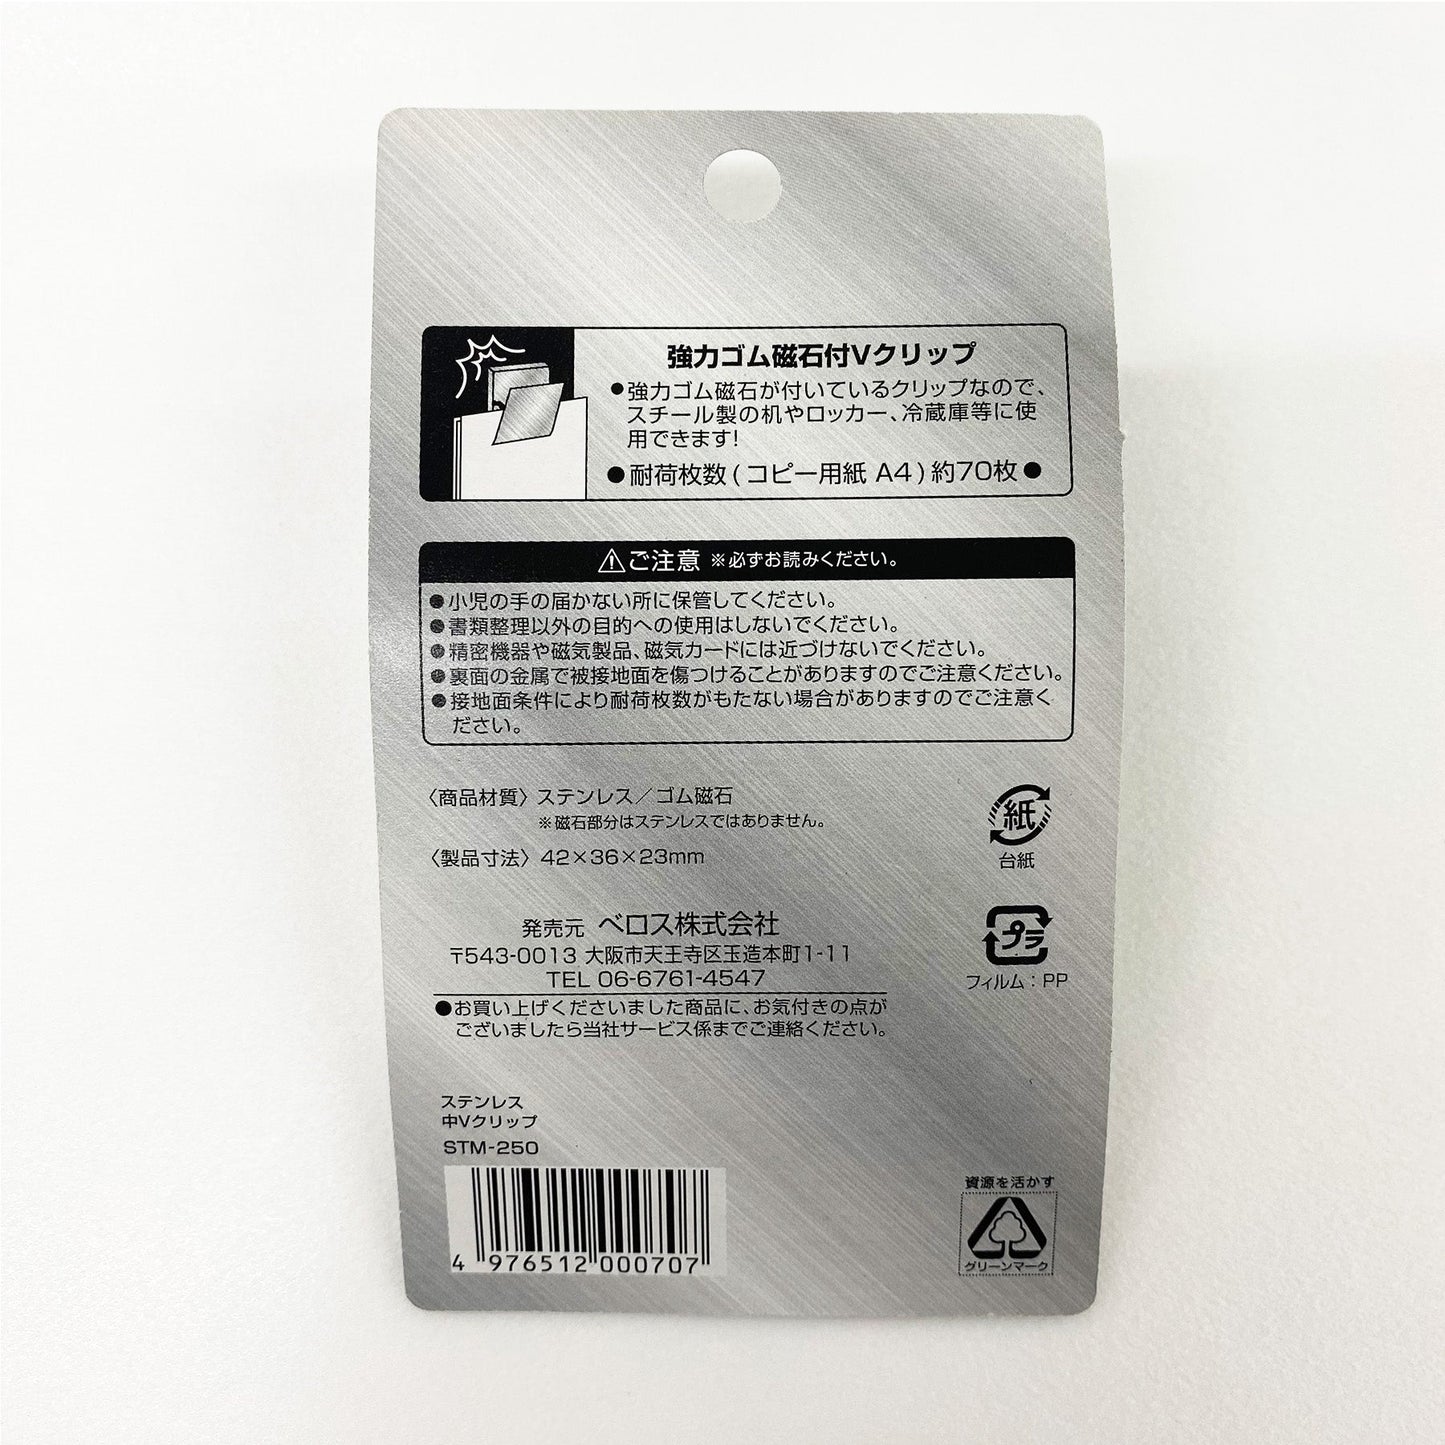 強力ゴム磁石付Vクリップ
●強力ゴム磁石が付いているクリップなので、
スチール製の机やロッカー、冷蔵庫等に使
用できます!
●耐荷枚数(コピー用紙 A4)約70枚●
⚠ご注意 ※必ずお読みください。
●小児の手の届かない所に保管してください。
●書類整理以外の目的への使用はしないでください。
●精密機器や磁気製品、磁気カードには近づけないでください。
●裏面の金属で被接地面を傷つけることがありますのでご注意ください。
●接地面条件により耐荷枚数がもたない場合がありますのでご注意く
ださい。
〈商品材質〉ステンレス／ゴム磁石
※磁石部分はステンレスではありません。
〈製品寸法〉42×36×23mm
紙
台紙
発売元 ベロス株式会社
〒543-0013 大阪市天王寺区玉造本町1-11
TEL 06-6761-4547
●お買い上げくださいました商品に、お気付きの点が
ございましたら当社サービス係までご連絡ください。
プラ
フィルム：PP
ステンレス
中Vクリップ
STM-250
4 976512 000707
資源を活かす
グリーンマーク